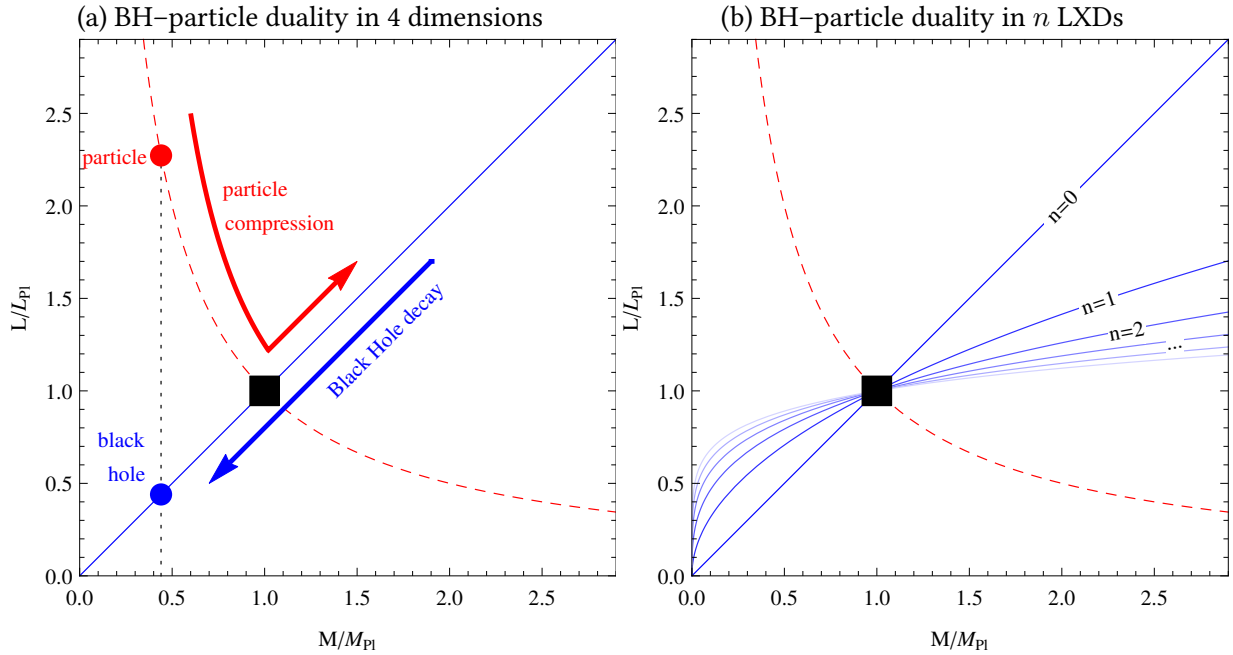 (a) BH–particle duality in 4 dimensions
L/L_Pl
2.5
2.0
1.5
1.0
0.5
0.0
particle
particle
compression
Black Hole decay
black
hole
0.0 0.5 1.0 1.5 2.0 2.5
M/M_Pl
(b) BH–particle duality in n LXDs
L/L_Pl
2.5
2.0
1.5
1.0
0.5
0.0
n=0
n=1
n=2
...
0.0 0.5 1.0 1.5 2.0 2.5
M/M_Pl